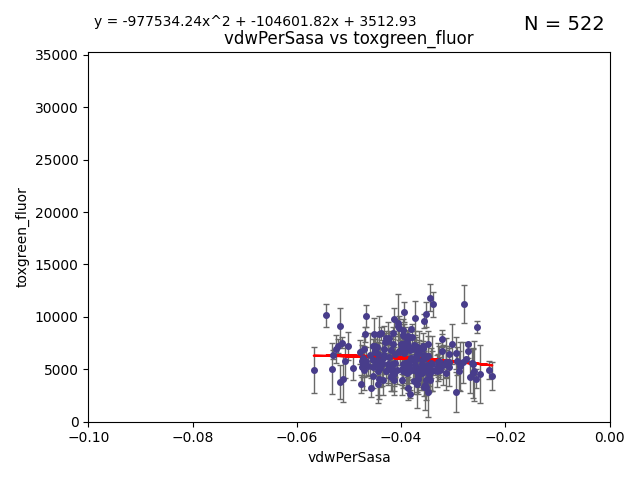 y = -977534.24x^2 + -104601.82x + 3512.93
N = 522
vdwPerSasa vs toxgreen_fluor
35000
30000
25000
20000
15000
10000
5000
0
toxgreen_fluor
−0.10
−0.08
−0.06
−0.04
−0.02
0.00
vdwPerSasa